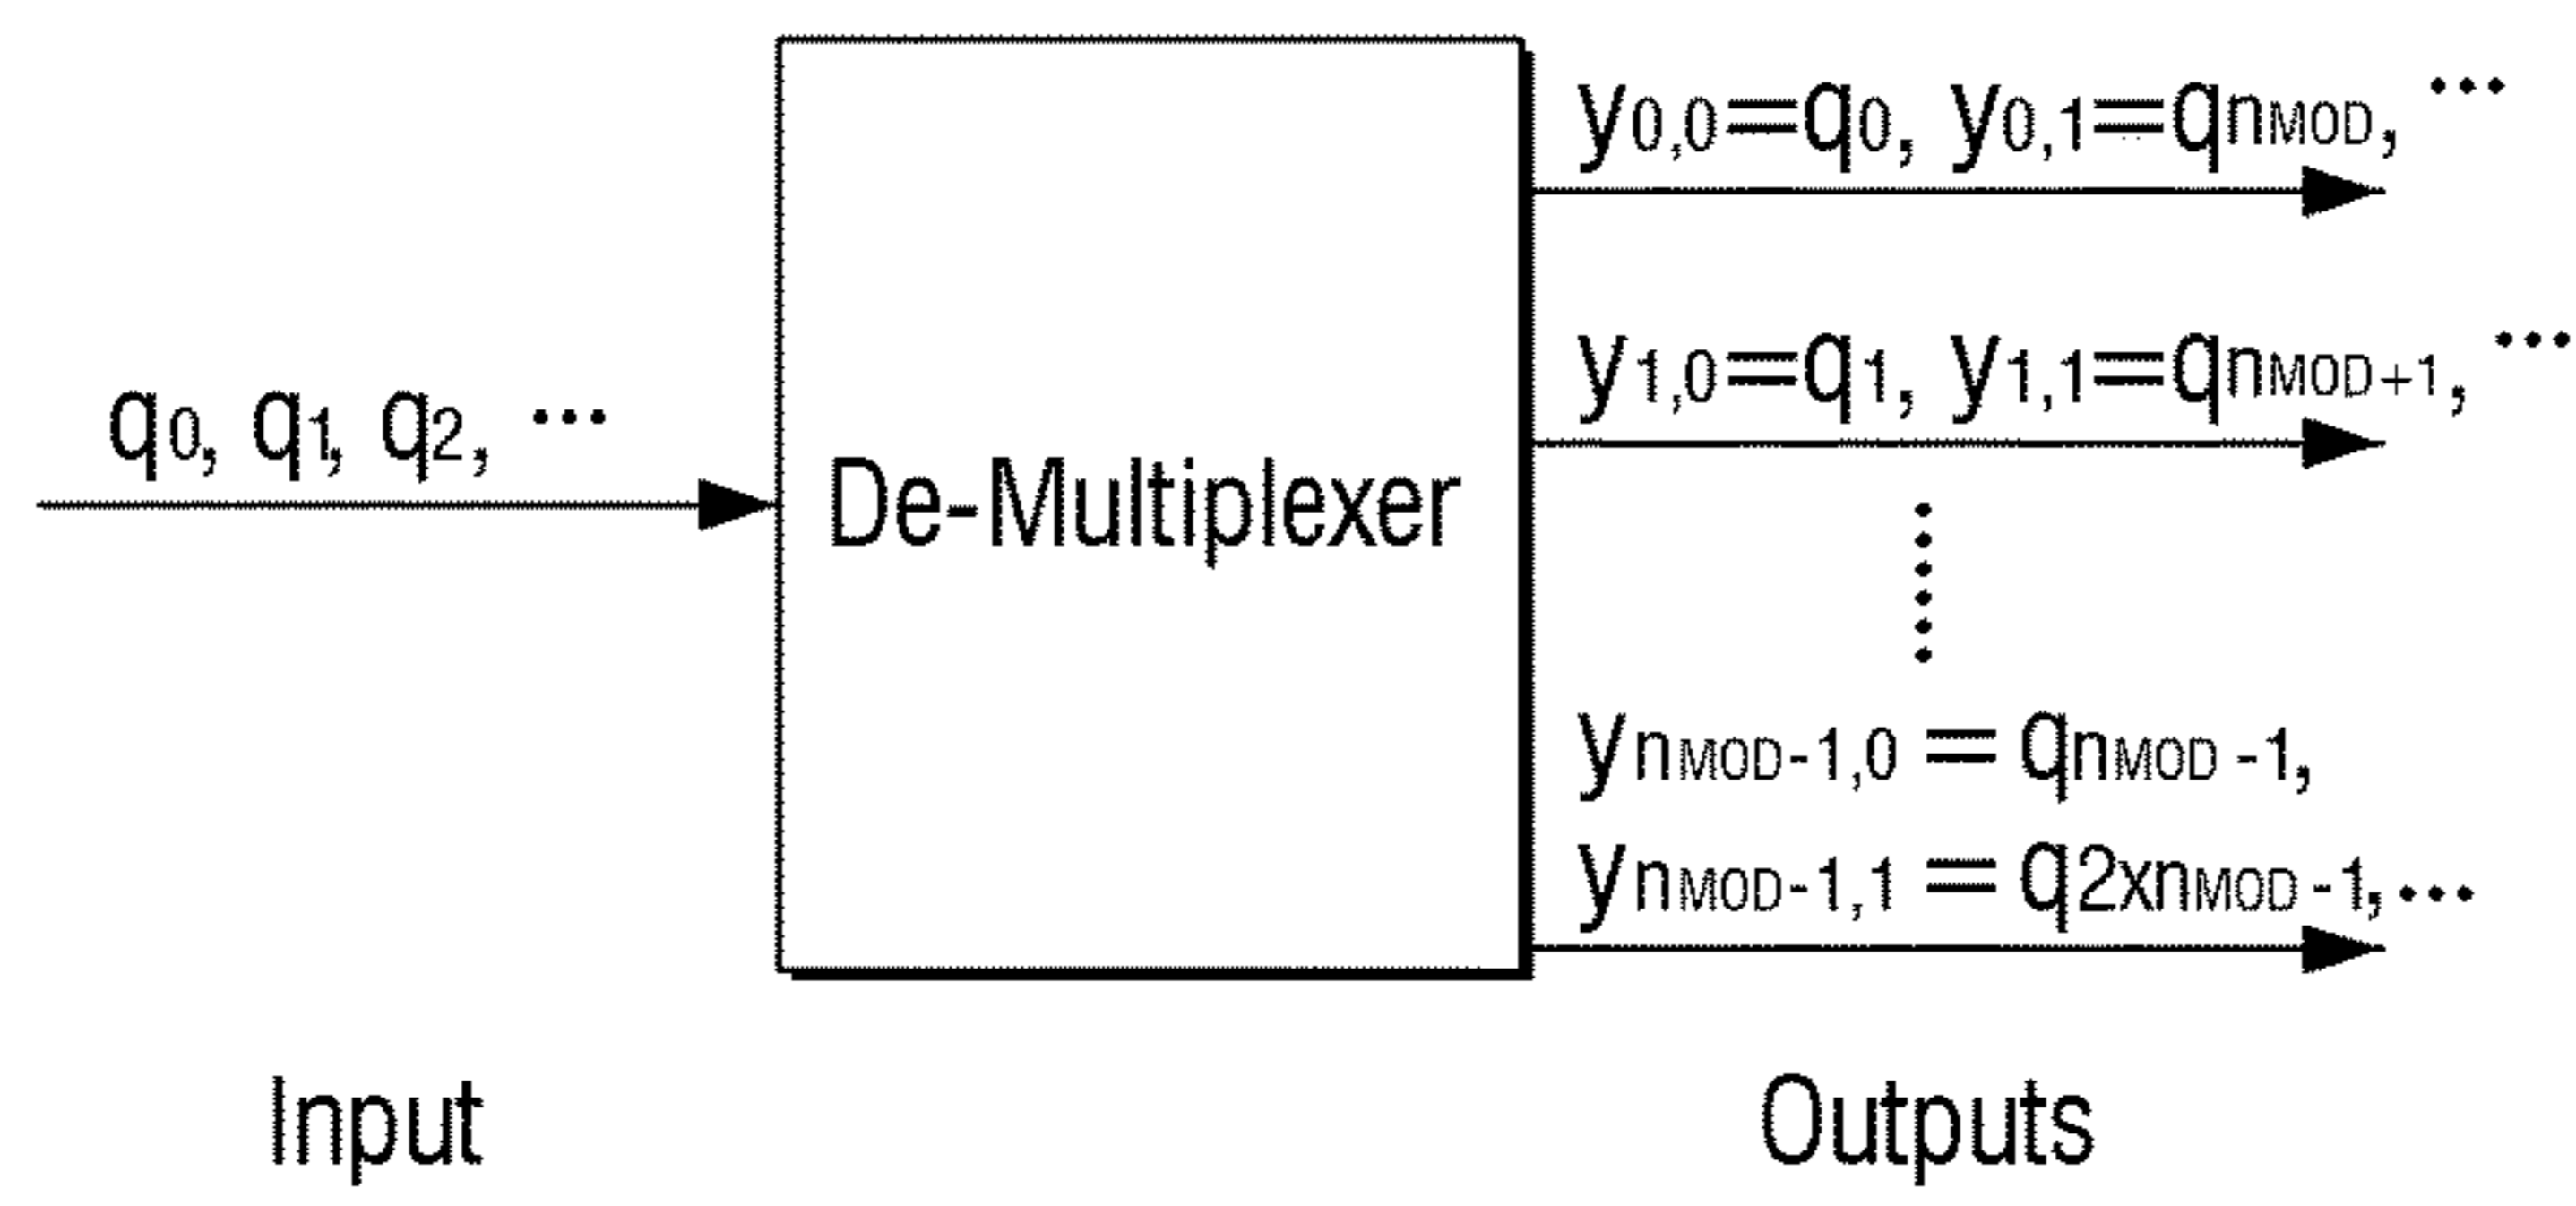 y0,0=q0, y0,1=qnMOD, ...
y1,0=q1, y1,1=qnMOD+1, ...
q0, q1, q2, ...
De-Multiplexer
ynMOD-1,0 = qnMOD -1,
ynMOD-1,1 = q2xnMOD -1, ...
Input
Outputs